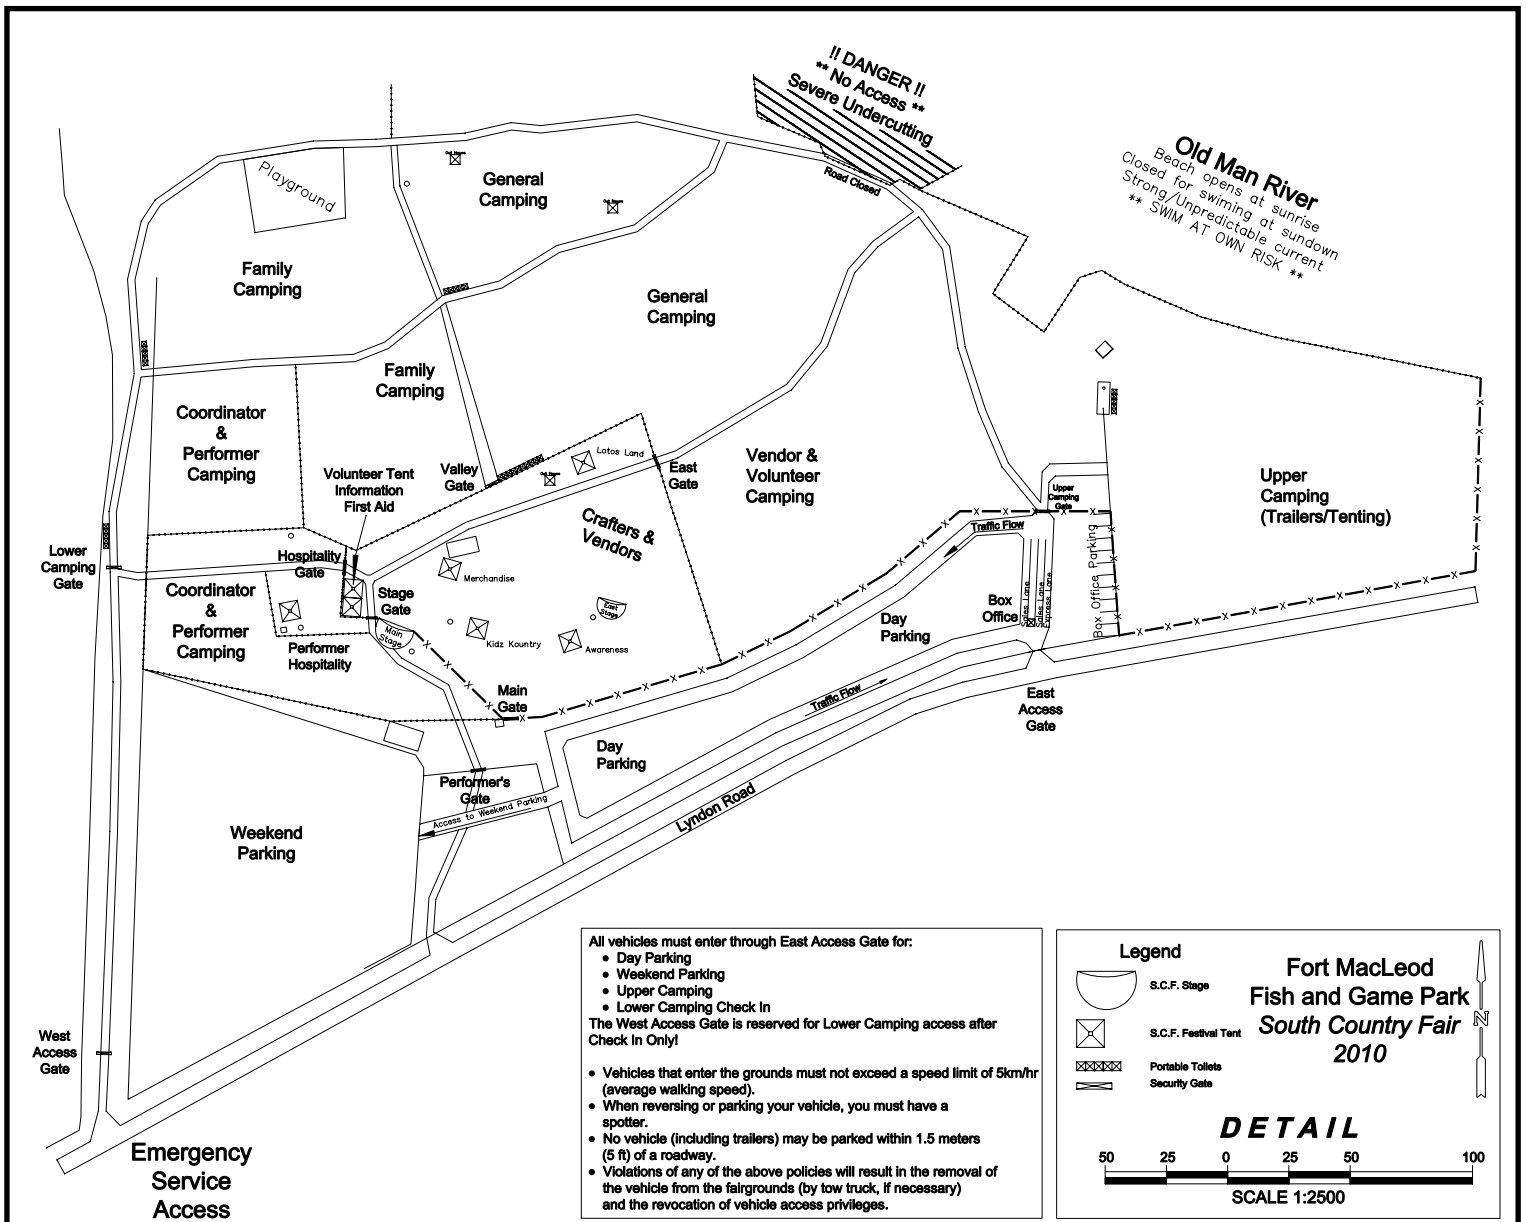 !! DANGER !!
** No Access **
Severe Undercutting
Road Closed
Old Man River
Beach opens at sunrise
Closed for swiming at sundown
Strong/Unpredictable current
** SWIM AT OWN RISK **
Playground
Out House
General
Camping
Out House
Family
Camping
General
Camping
Family
Camping
Coordinator
&
Performer
Camping
Volunteer Tent
Information
First Aid
Valley
Gate
Out House
Lotos Land
East
Gate
Vendor &
Volunteer
Camping
Upper
Camping
Gate
Upper
Camping
(Trailers/Tenting)
Crafters &
Vendors
Traffic Flow
Lower
Camping
Gate
Hospitality
Gate
Merchandise
Coordinator
&
Performer
Camping
Stage
Gate
Main
Stage
East
Stage
Kidz Kountry
Awareness
Performer
Hospitality
Day
Parking
Box
Office
Sales Lane
Sales Lane
Express Lane
Box Office Parking
Main
Gate
Traffic Flow
East
Access
Gate
Day
Parking
Performer's
Gate
Access to Weekend Parking
Lyndon Road
Weekend
Parking
West
Access
Gate
Emergency
Service
Access
All vehicles must enter through East Access Gate for:
• Day Parking
• Weekend Parking
• Upper Camping
• Lower Camping Check In
The West Access Gate is reserved for Lower Camping access after
Check In Only!
• Vehicles that enter the grounds must not exceed a speed limit of 5km/hr
(average walking speed).
• When reversing or parking your vehicle, you must have a
spotter.
• No vehicle (including trailers) may be parked within 1.5 meters
(5 ft) of a roadway.
• Violations of any of the above policies will result in the removal of
the vehicle from the fairgrounds (by tow truck, if necessary)
and the revocation of vehicle access privileges.
Legend
S.C.F. Stage
S.C.F. Festival Tent
Portable Toilets
Security Gate
Fort MacLeod
Fish and Game Park
South Country Fair
2010
N
DETAIL
50 25 0 25 50 100
SCALE 1:2500